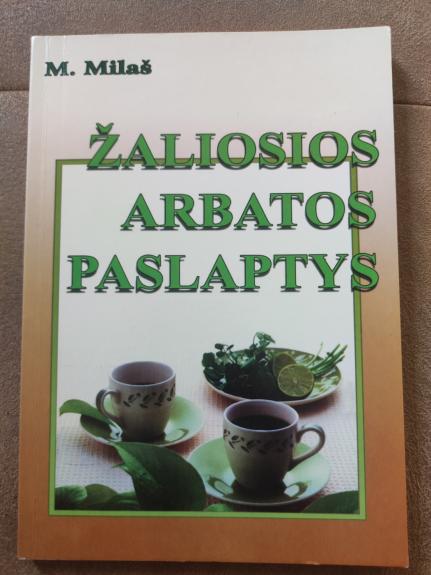 M. Milaš
ŽALIOSIOS
ARBATOS
PASLAPTYS